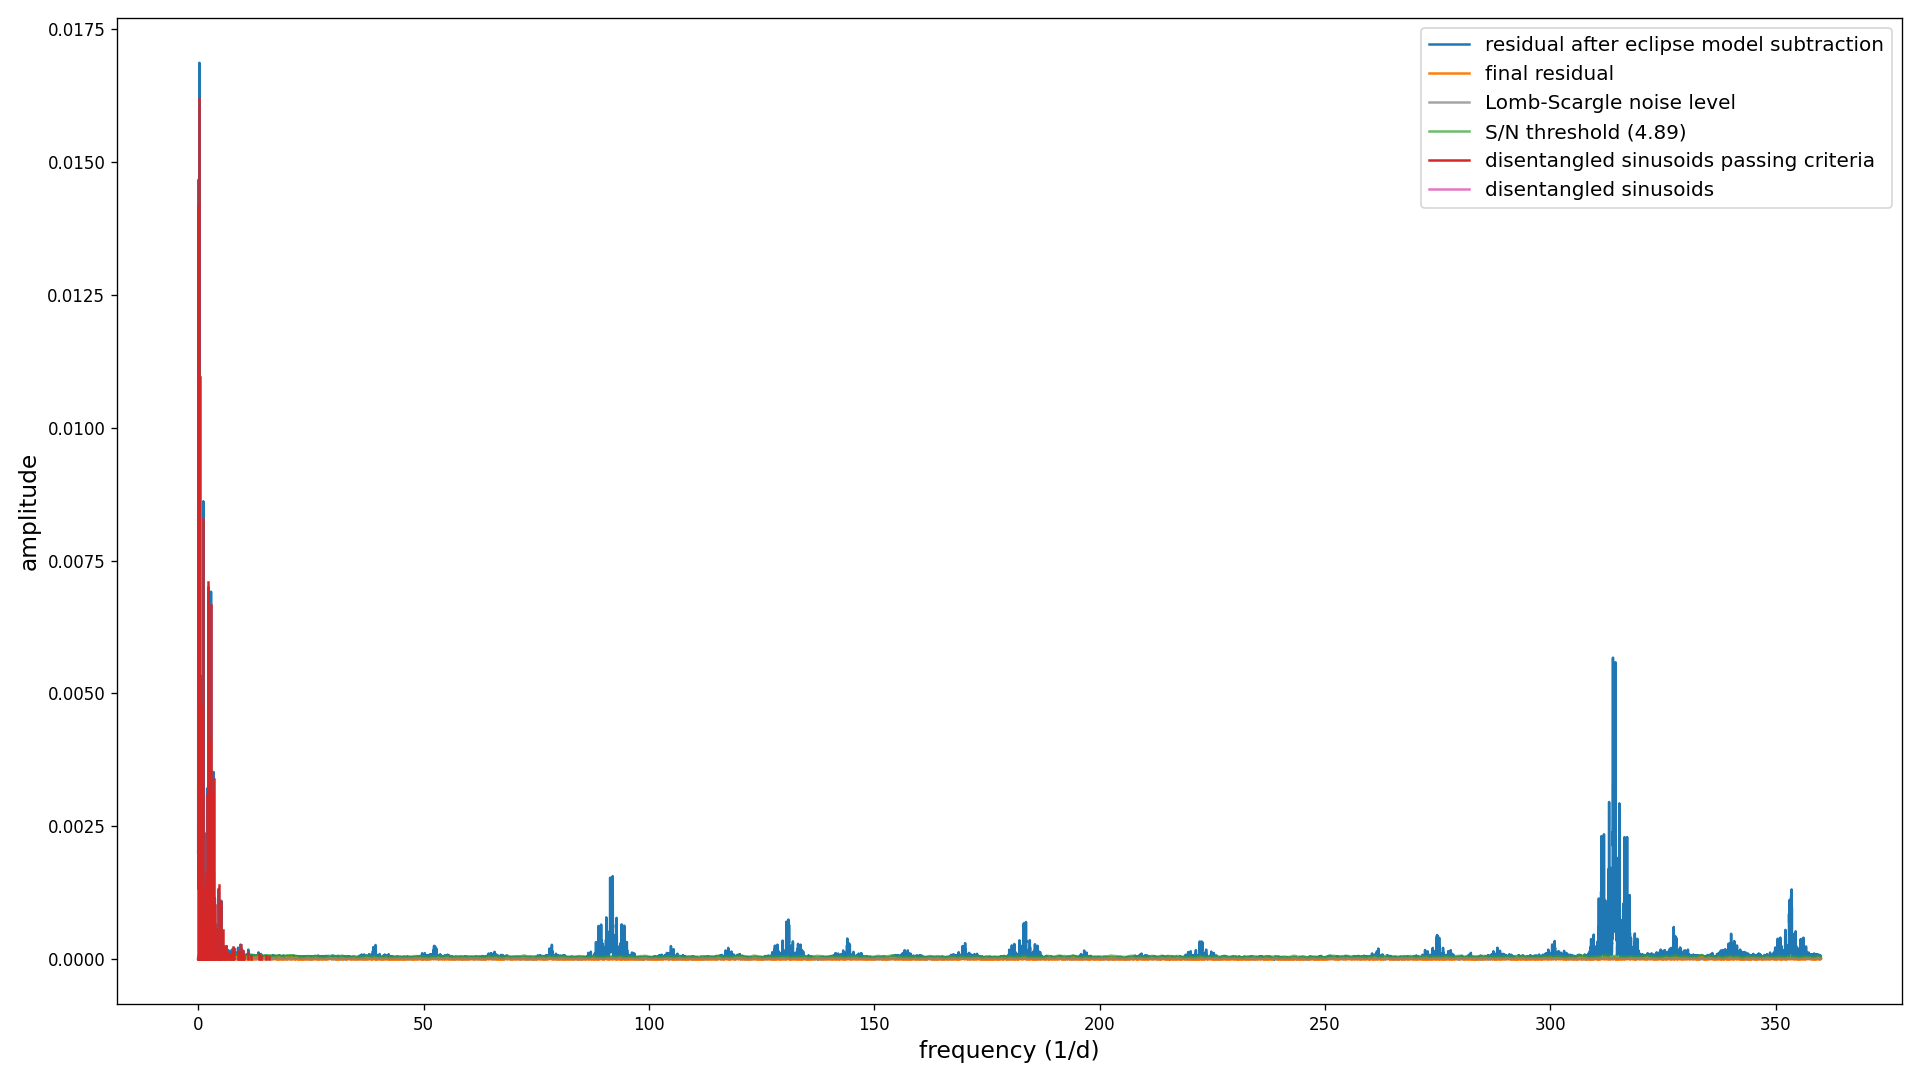 0.0175
0.0150
0.0125
0.0100
0.0075
0.0050
0.0025
0.0000
amplitude
residual after eclipse model subtraction
final residual
Lomb-Scargle noise level
S/N threshold (4.89)
disentangled sinusoids passing criteria
disentangled sinusoids
0 50 100 150 200 250 300 350
frequency (1/d)